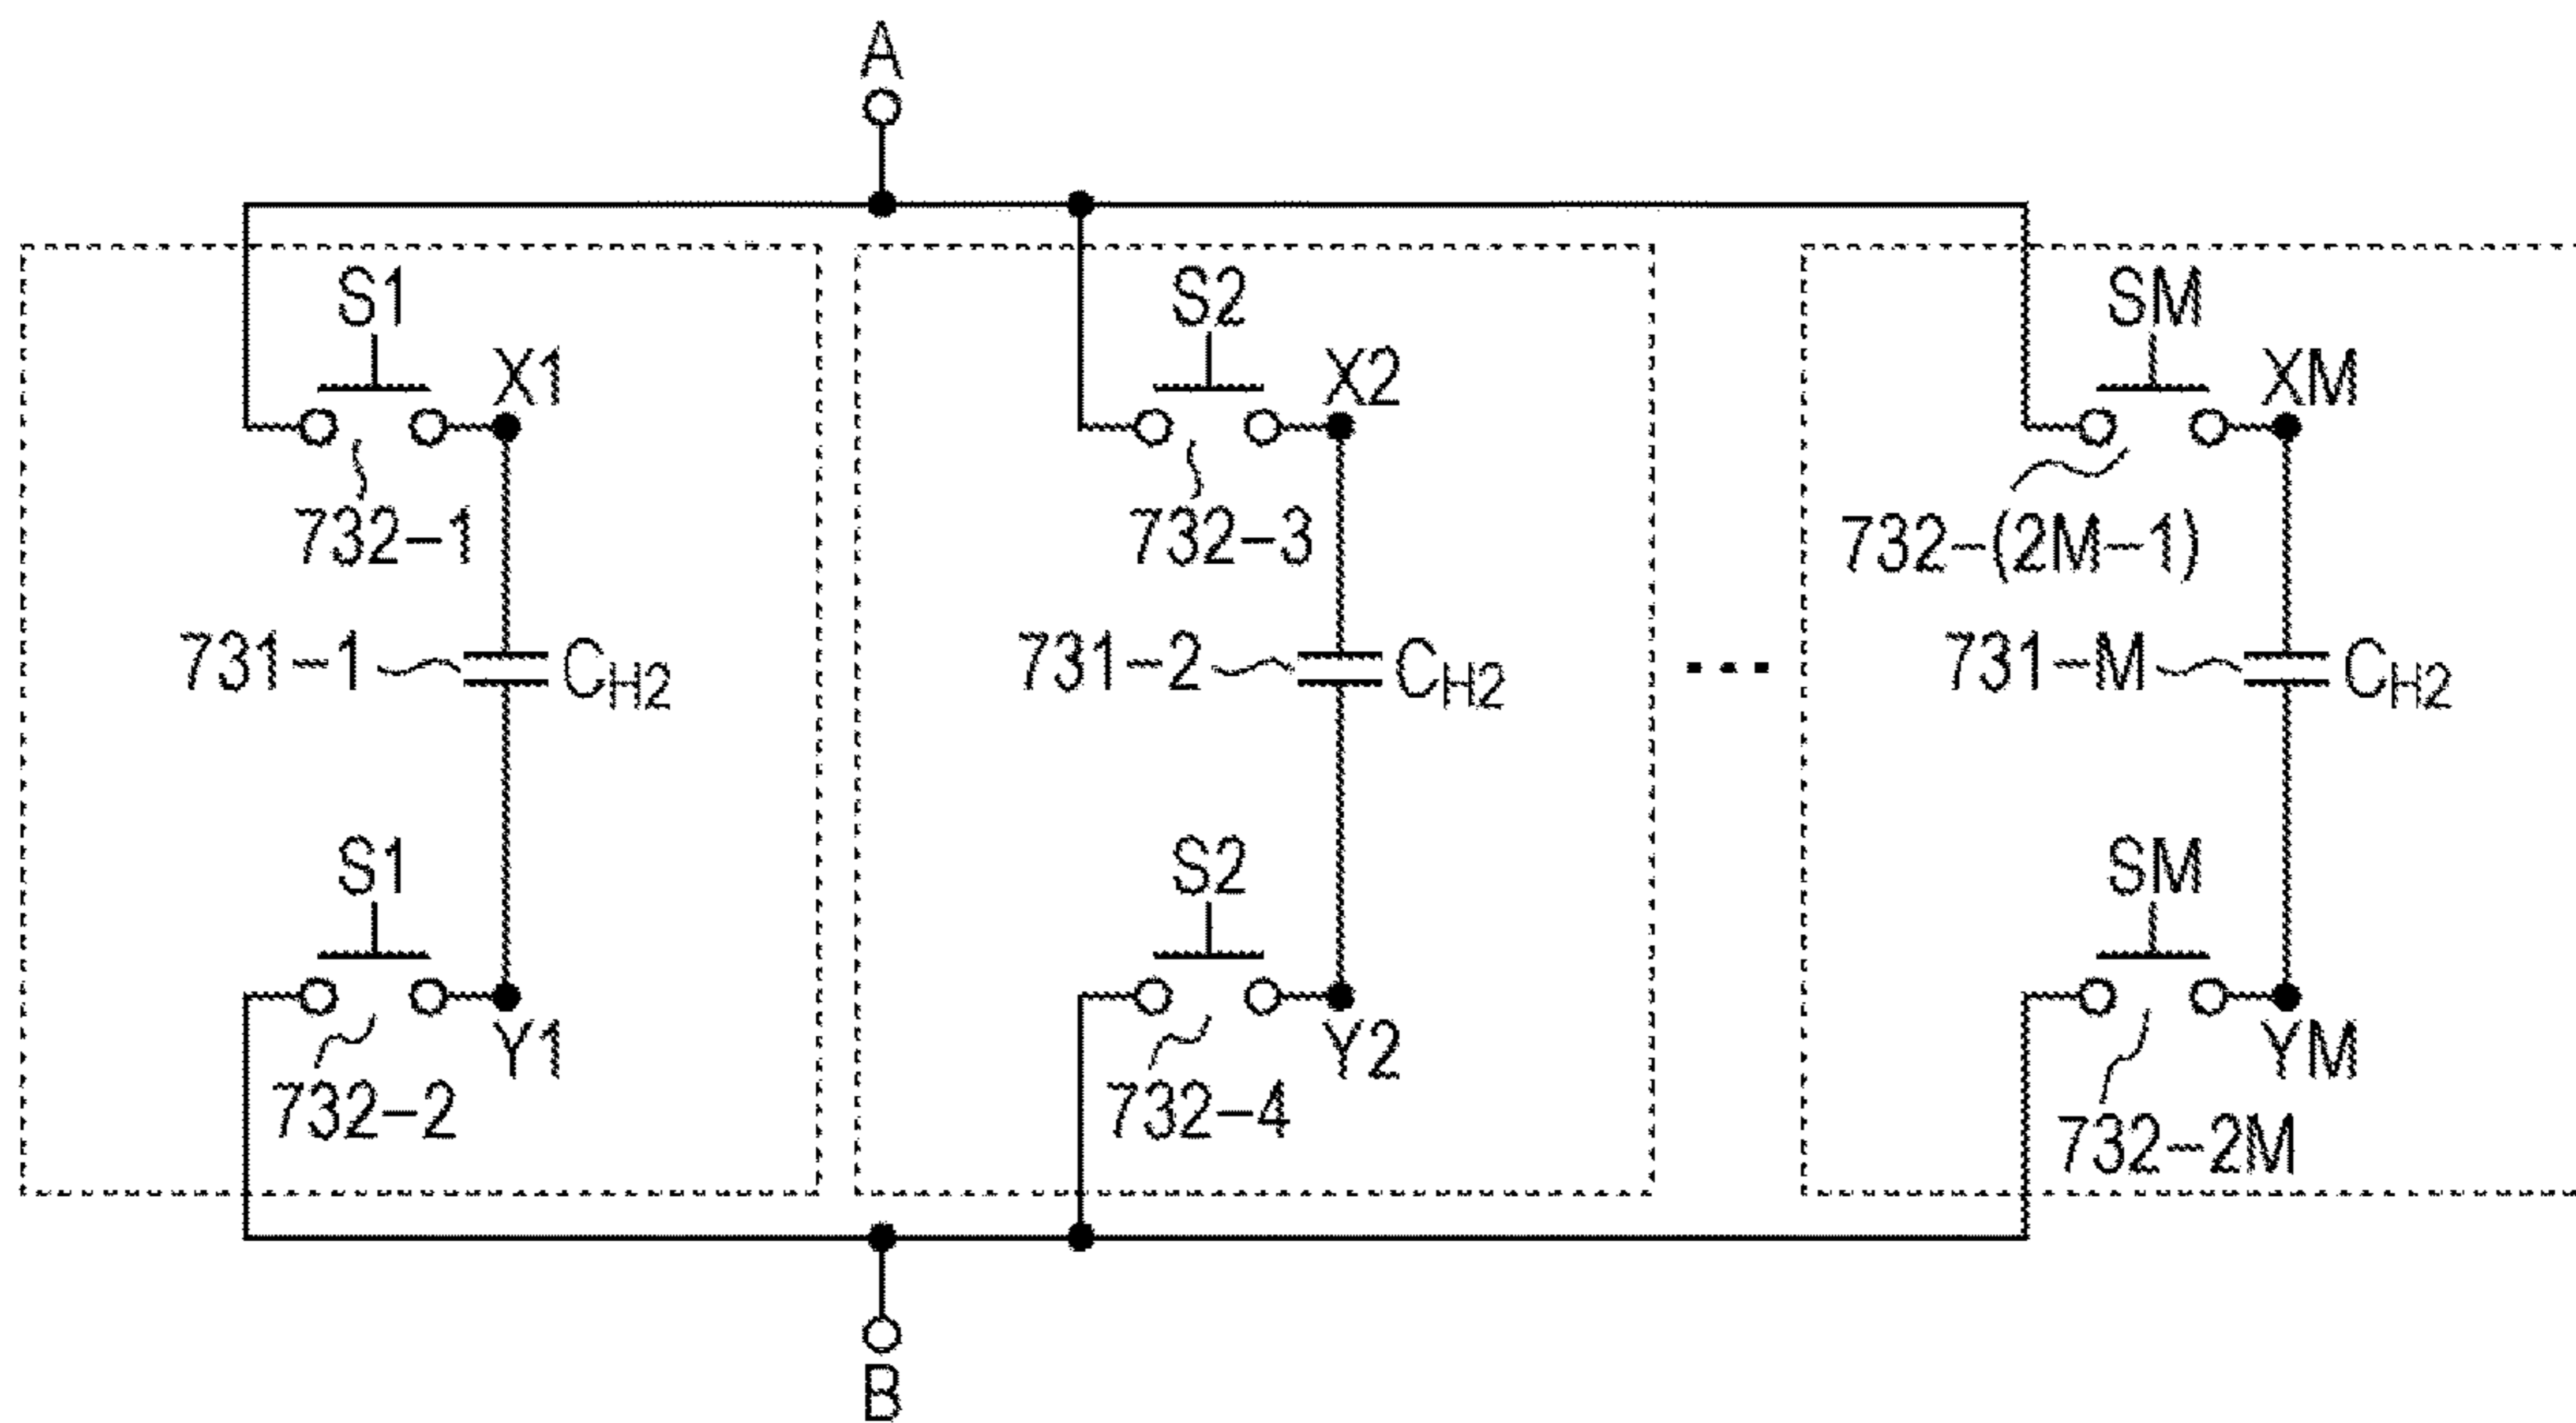 A
S1
X1
732-1
731-1
CH2
S1
Y1
732-2
S2
X2
732-3
731-2
CH2
S2
Y2
732-4
...
SM
XM
732-(2M-1)
731-M
CH2
SM
YM
732-2M
B